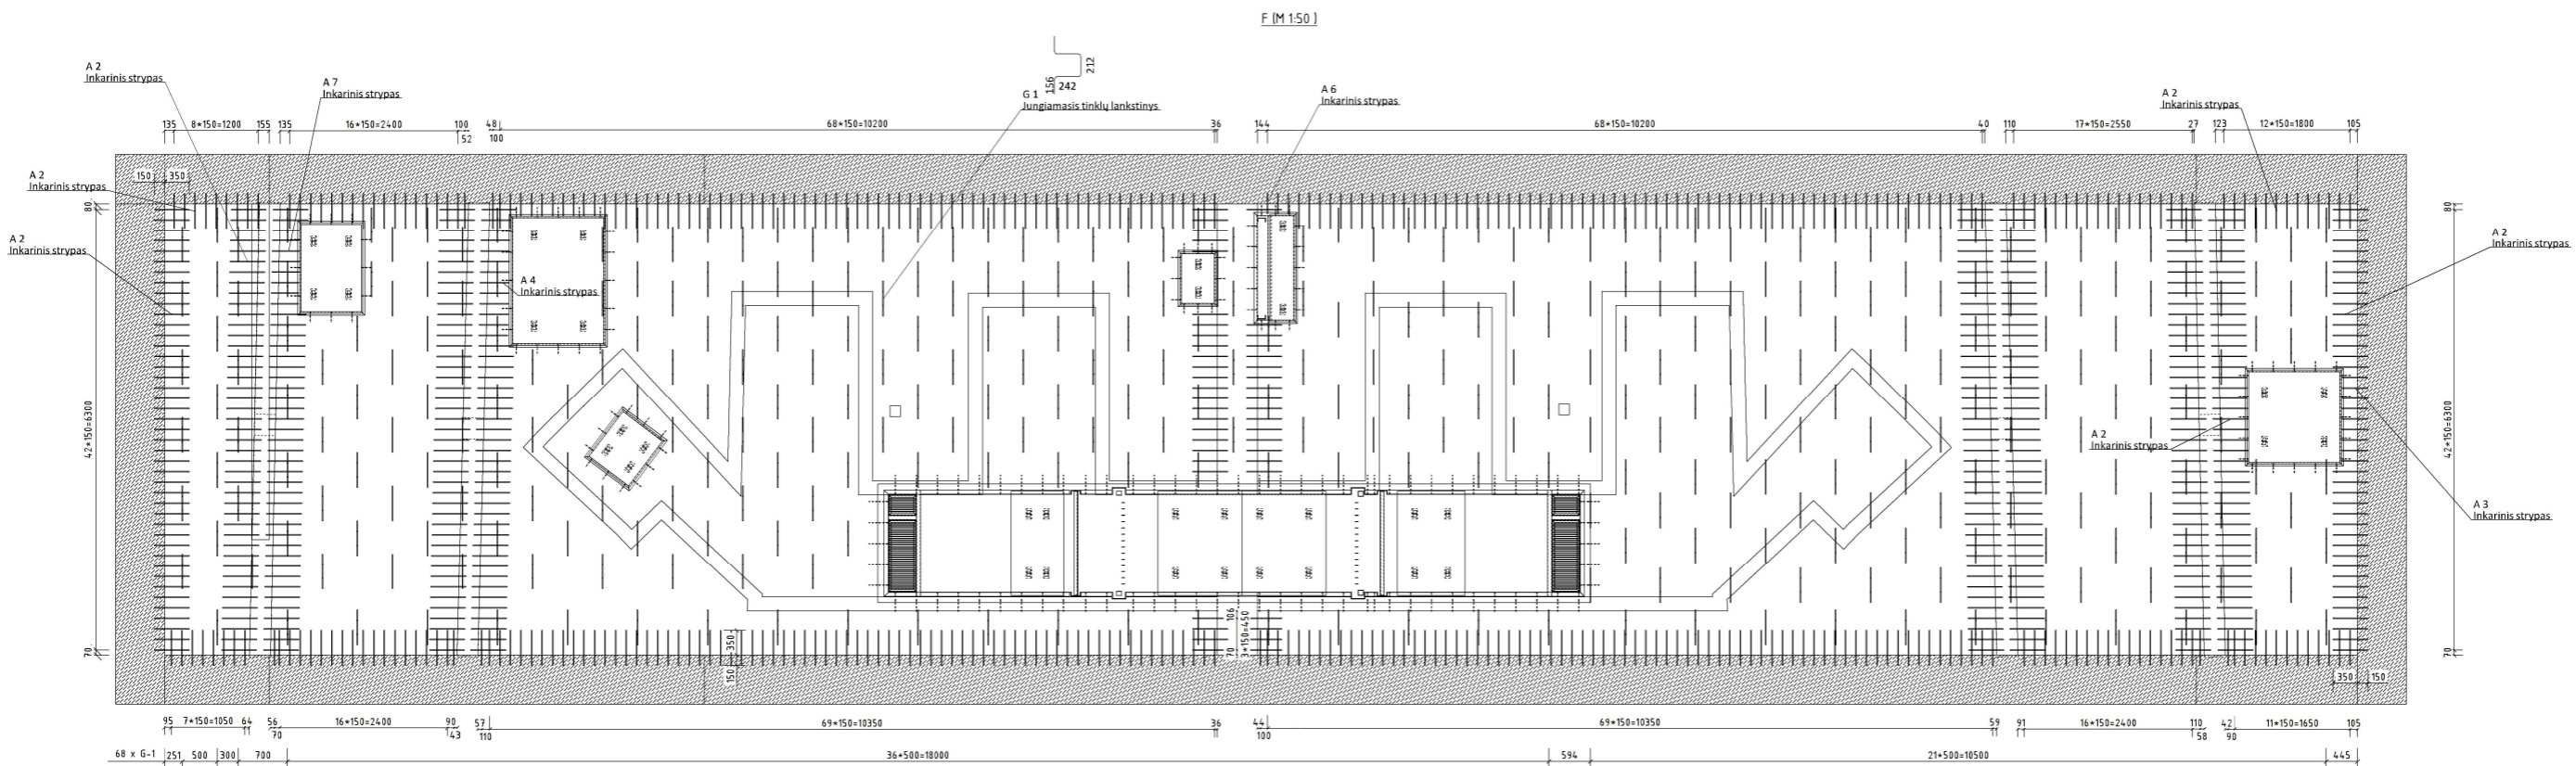 F (M 1:50 )
156
242
212
A 2
Inkarinis strypas
A 7
Inkarinis strypas
G 1
Jungiamasis tinklų lankstinys
A 6
Inkarinis strypas
A 2
Inkarinis strypas
135 8*150=1200 155 135 16*150=2400 100 48 68*150=10200 36 144 68*150=10200 40 110 17*150=2550 27 123 12*150=1800 105
52 100
A 2
Inkarinis strypas
150 350
80
80
A 2
Inkarinis strypas
A 2
Inkarinis strypas
A 4
Inkarinis strypas
42*150=6300
42*150=6300
A 2
Inkarinis strypas
A 3
Inkarinis strypas
70
350
150
106
70
3*150=450
70
350 150
95 7*150=1050 64 56 16*150=2400 90 57 69*150=10350 36 44 69*150=10350 59 91 16*150=2400 110 42 11*150=1650 105
70 43 110 100 58 90
68 x G-1 251 500 300 700 36*500=18000 594 21*500=10500 445